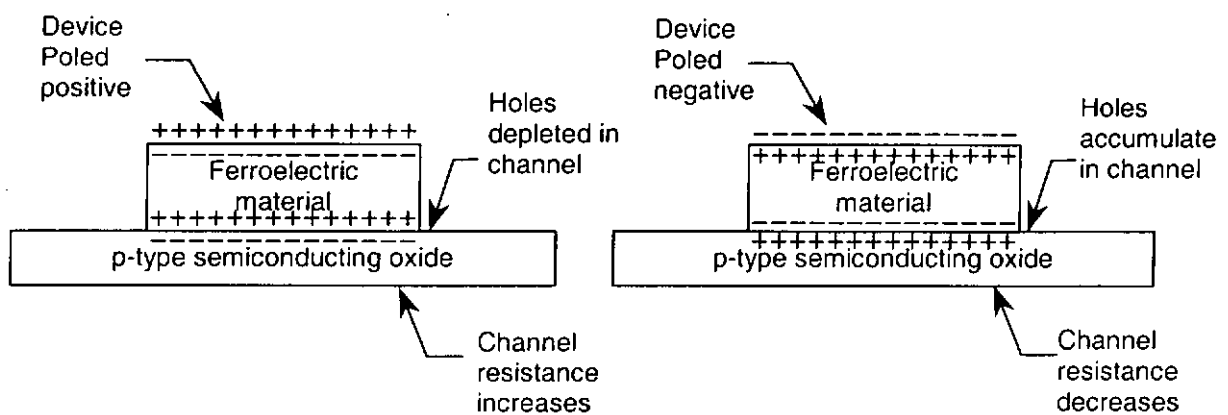 Device
Poled
positive
Holes
depleted in
channel
+++++++++++++++
Ferroelectric
material
+++++++++++++++
p-type semiconducting oxide
Channel
resistance
increases
Device
Poled
negative
Holes
accumulate
in channel
+++++++++++++++
Ferroelectric
material
+++++++++++++++
p-type semiconducting oxide
Channel
resistance
decreases